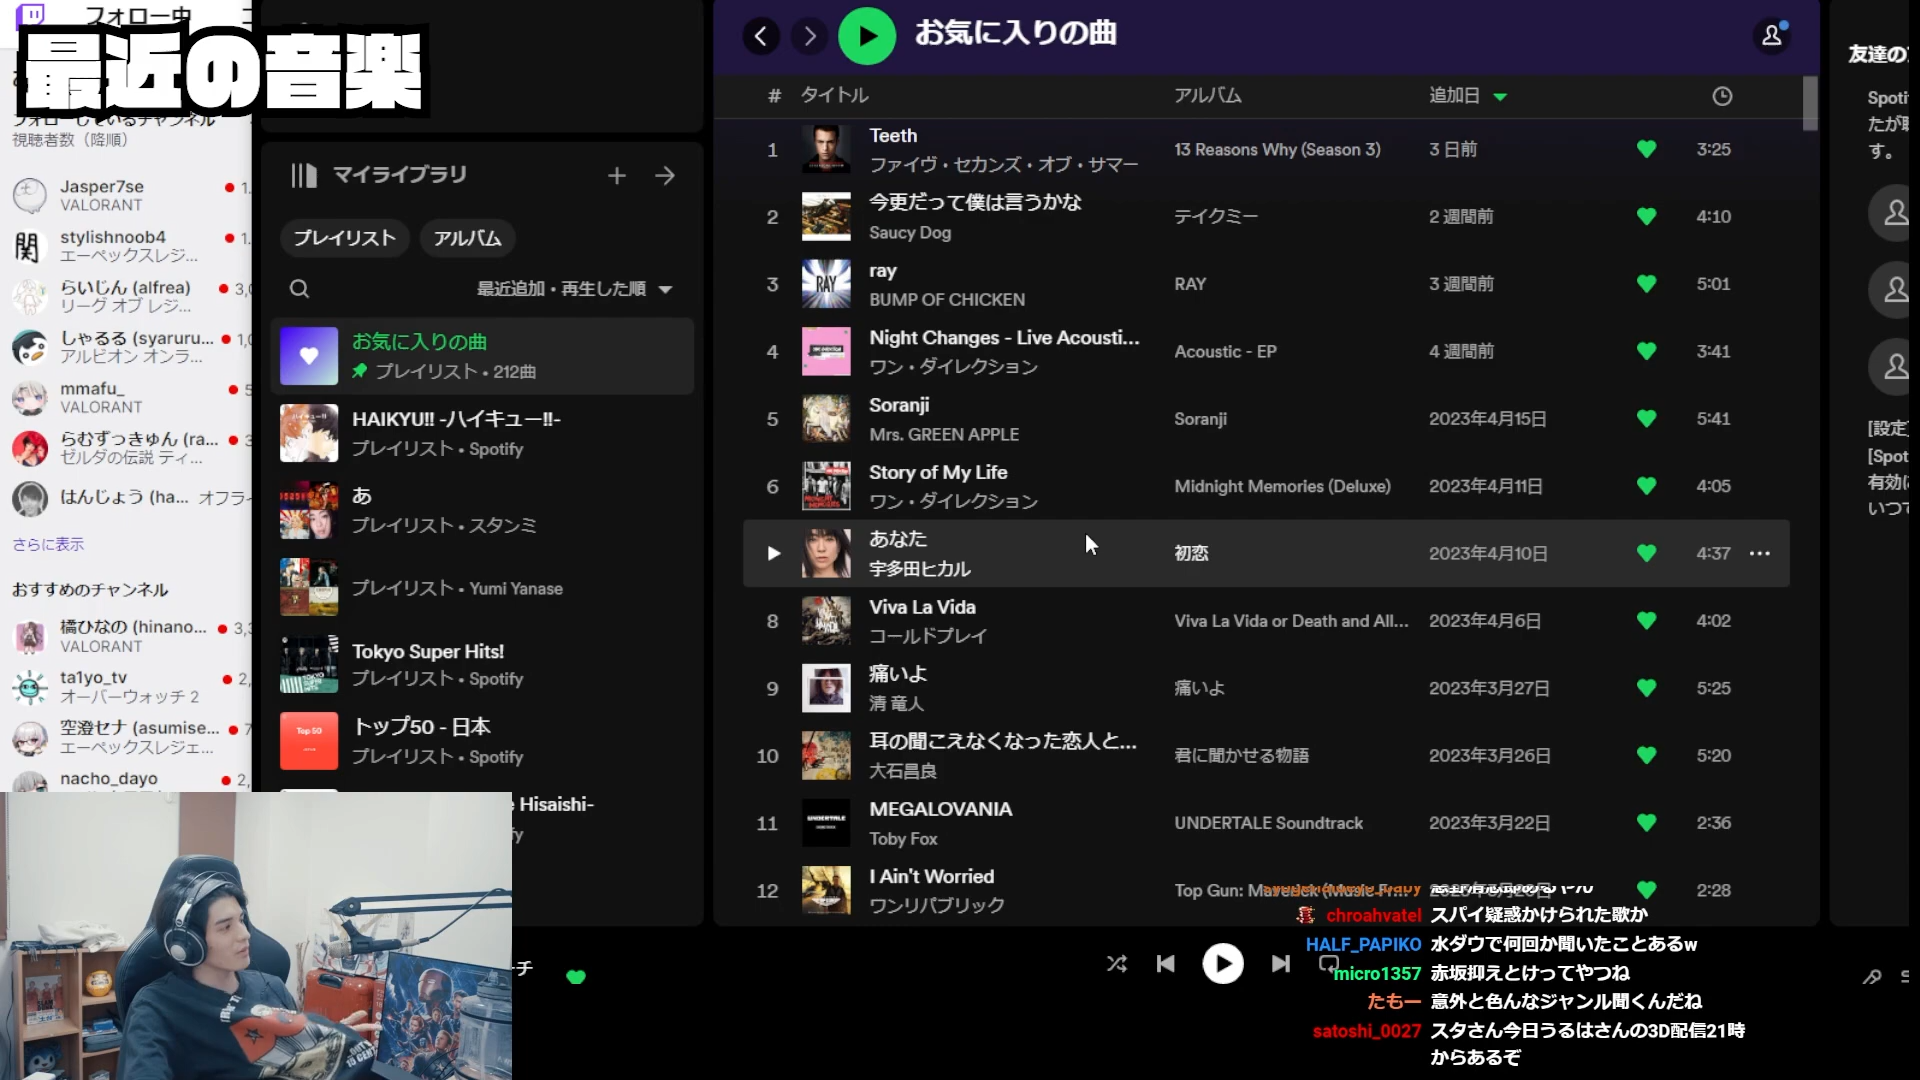 フォロー中
最近の音楽
フォローしているチャンネル
視聴者数（降順）
Jasper7se
VALORANT
stylishnoob4
エーペックスレジ...
らいじん (alfrea)
リーグ オブ レジ...
しゃるる (syaruru...
アルビオン オンラ...
mmafu_
VALORANT
らむずっきゅん (ra...
ゼルダの伝説 ティ...
はんじょう (ha... オフラ
さらに表示
おすすめのチャンネル
橘ひなの (hinano...
VALORANT
ta1yo_tv
オーバーウォッチ 2
空澄セナ (asumise...
エーペックスレジェ...
nacho_dayo
マイライブラリ
プレイリスト
アルバム
最近追加・再生した順
お気に入りの曲
プレイリスト • 212曲
HAIKYU!! -ハイキュー!!-
プレイリスト • Spotify
あ
プレイリスト • スタンミ
プレイリスト • Yumi Yanase
Tokyo Super Hits!
プレイリスト • Spotify
トップ50 - 日本
プレイリスト • Spotify
Hisaishi-
お気に入りの曲
# タイトル アルバム 追加日
1 Teeth 13 Reasons Why (Season 3) 3 日前 3:25
ファイヴ・セカンズ・オブ・サマー
2 今更だって僕は言うかな テイクミー 2 週間前 4:10
Saucy Dog
3 ray RAY 3 週間前 5:01
BUMP OF CHICKEN
4 Night Changes - Live Acousti... Acoustic - EP 4 週間前 3:41
ワン・ダイレクション
5 Soranji Soranji 2023年4月15日 5:41
Mrs. GREEN APPLE
6 Story of My Life Midnight Memories (Deluxe) 2023年4月11日 4:05
ワン・ダイレクション
あなた 初恋 2023年4月10日 4:37
宇多田ヒカル
8 Viva La Vida Viva La Vida or Death and All... 2023年4月6日 4:02
コールドプレイ
9 痛いよ 痛いよ 2023年3月27日 5:25
清 竜人
10 耳の聞こえなくなった恋人と... 君に聞かせる物語 2023年3月26日 5:20
大石昌良
11 MEGALOVANIA UNDERTALE Soundtrack 2023年3月22日 2:36
Toby Fox
12 I Ain't Worried Top Gun: Maverick (Music Fr... 2:28
ワンリパブリック
chroahvatel スパイ疑惑かけられた歌か
HALF_PAPIKO 水ダウで何回か聞いたことあるw
micro1357 赤坂抑えとけってやつね
たもー 意外と色んなジャンル聞くんだね
satoshi_0027 スタさん今日うるはさんの3D配信21時
からあるぞ
友達の
Spoti
たが
す。
[設定
[Spot
有効に
いつで